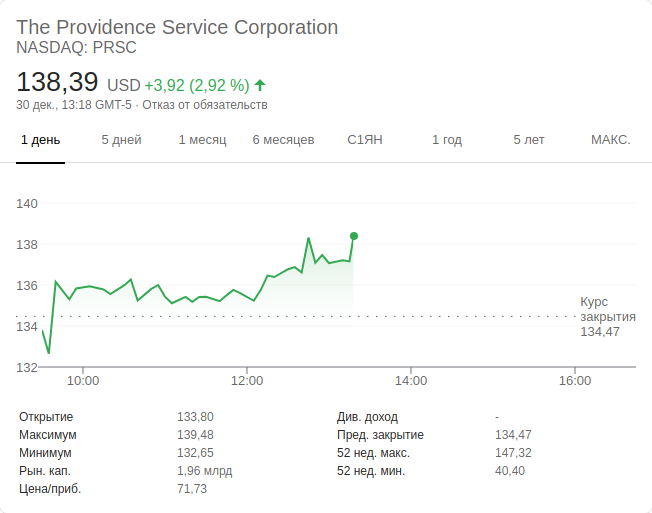 The Providence Service Corporation
NASDAQ: PRSC
138,39 USD +3,92 (2,92 %)
30 дек., 13:18 GMT-5 · Отказ от обязательств
1 день 5 дней 1 месяц 6 месяцев С1ЯН 1 год 5 лет МАКС.
140
138
136
134
132
Курс
закрытия
134,47
10:00 12:00 14:00 16:00
Открытие 133,80 Див. доход -
Максимум 139,48 Пред. закрытие 134,47
Минимум 132,65 52 нед. макс. 147,32
Рын. кап. 1,96 млрд 52 нед. мин. 40,40
Цена/приб. 71,73